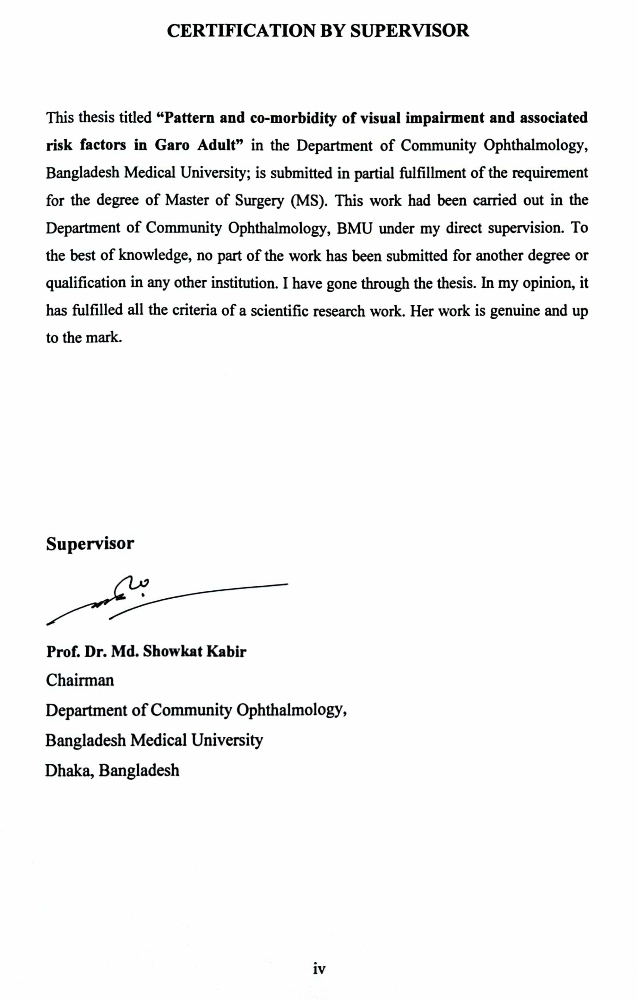 CERTIFICATION BY SUPERVISOR
This thesis titled “Pattern and co-morbidity of visual impairment and associated
risk factors in Garo Adult” in the Department of Community Ophthalmology,
Bangladesh Medical University; is submitted in partial fulfillment of the requirement
for the degree of Master of Surgery (MS). This work had been carried out in the
Department of Community Ophthalmology, BMU under my direct supervision. To
the best of knowledge, no part of the work has been submitted for another degree or
qualification in any other institution. I have gone through the thesis. In my opinion, it
has fulfilled all the criteria of a scientific research work. Her work is genuine and up
to the mark.
Supervisor
Prof. Dr. Md. Showkat Kabir
Chairman
Department of Community Ophthalmology,
Bangladesh Medical University
Dhaka, Bangladesh
iv